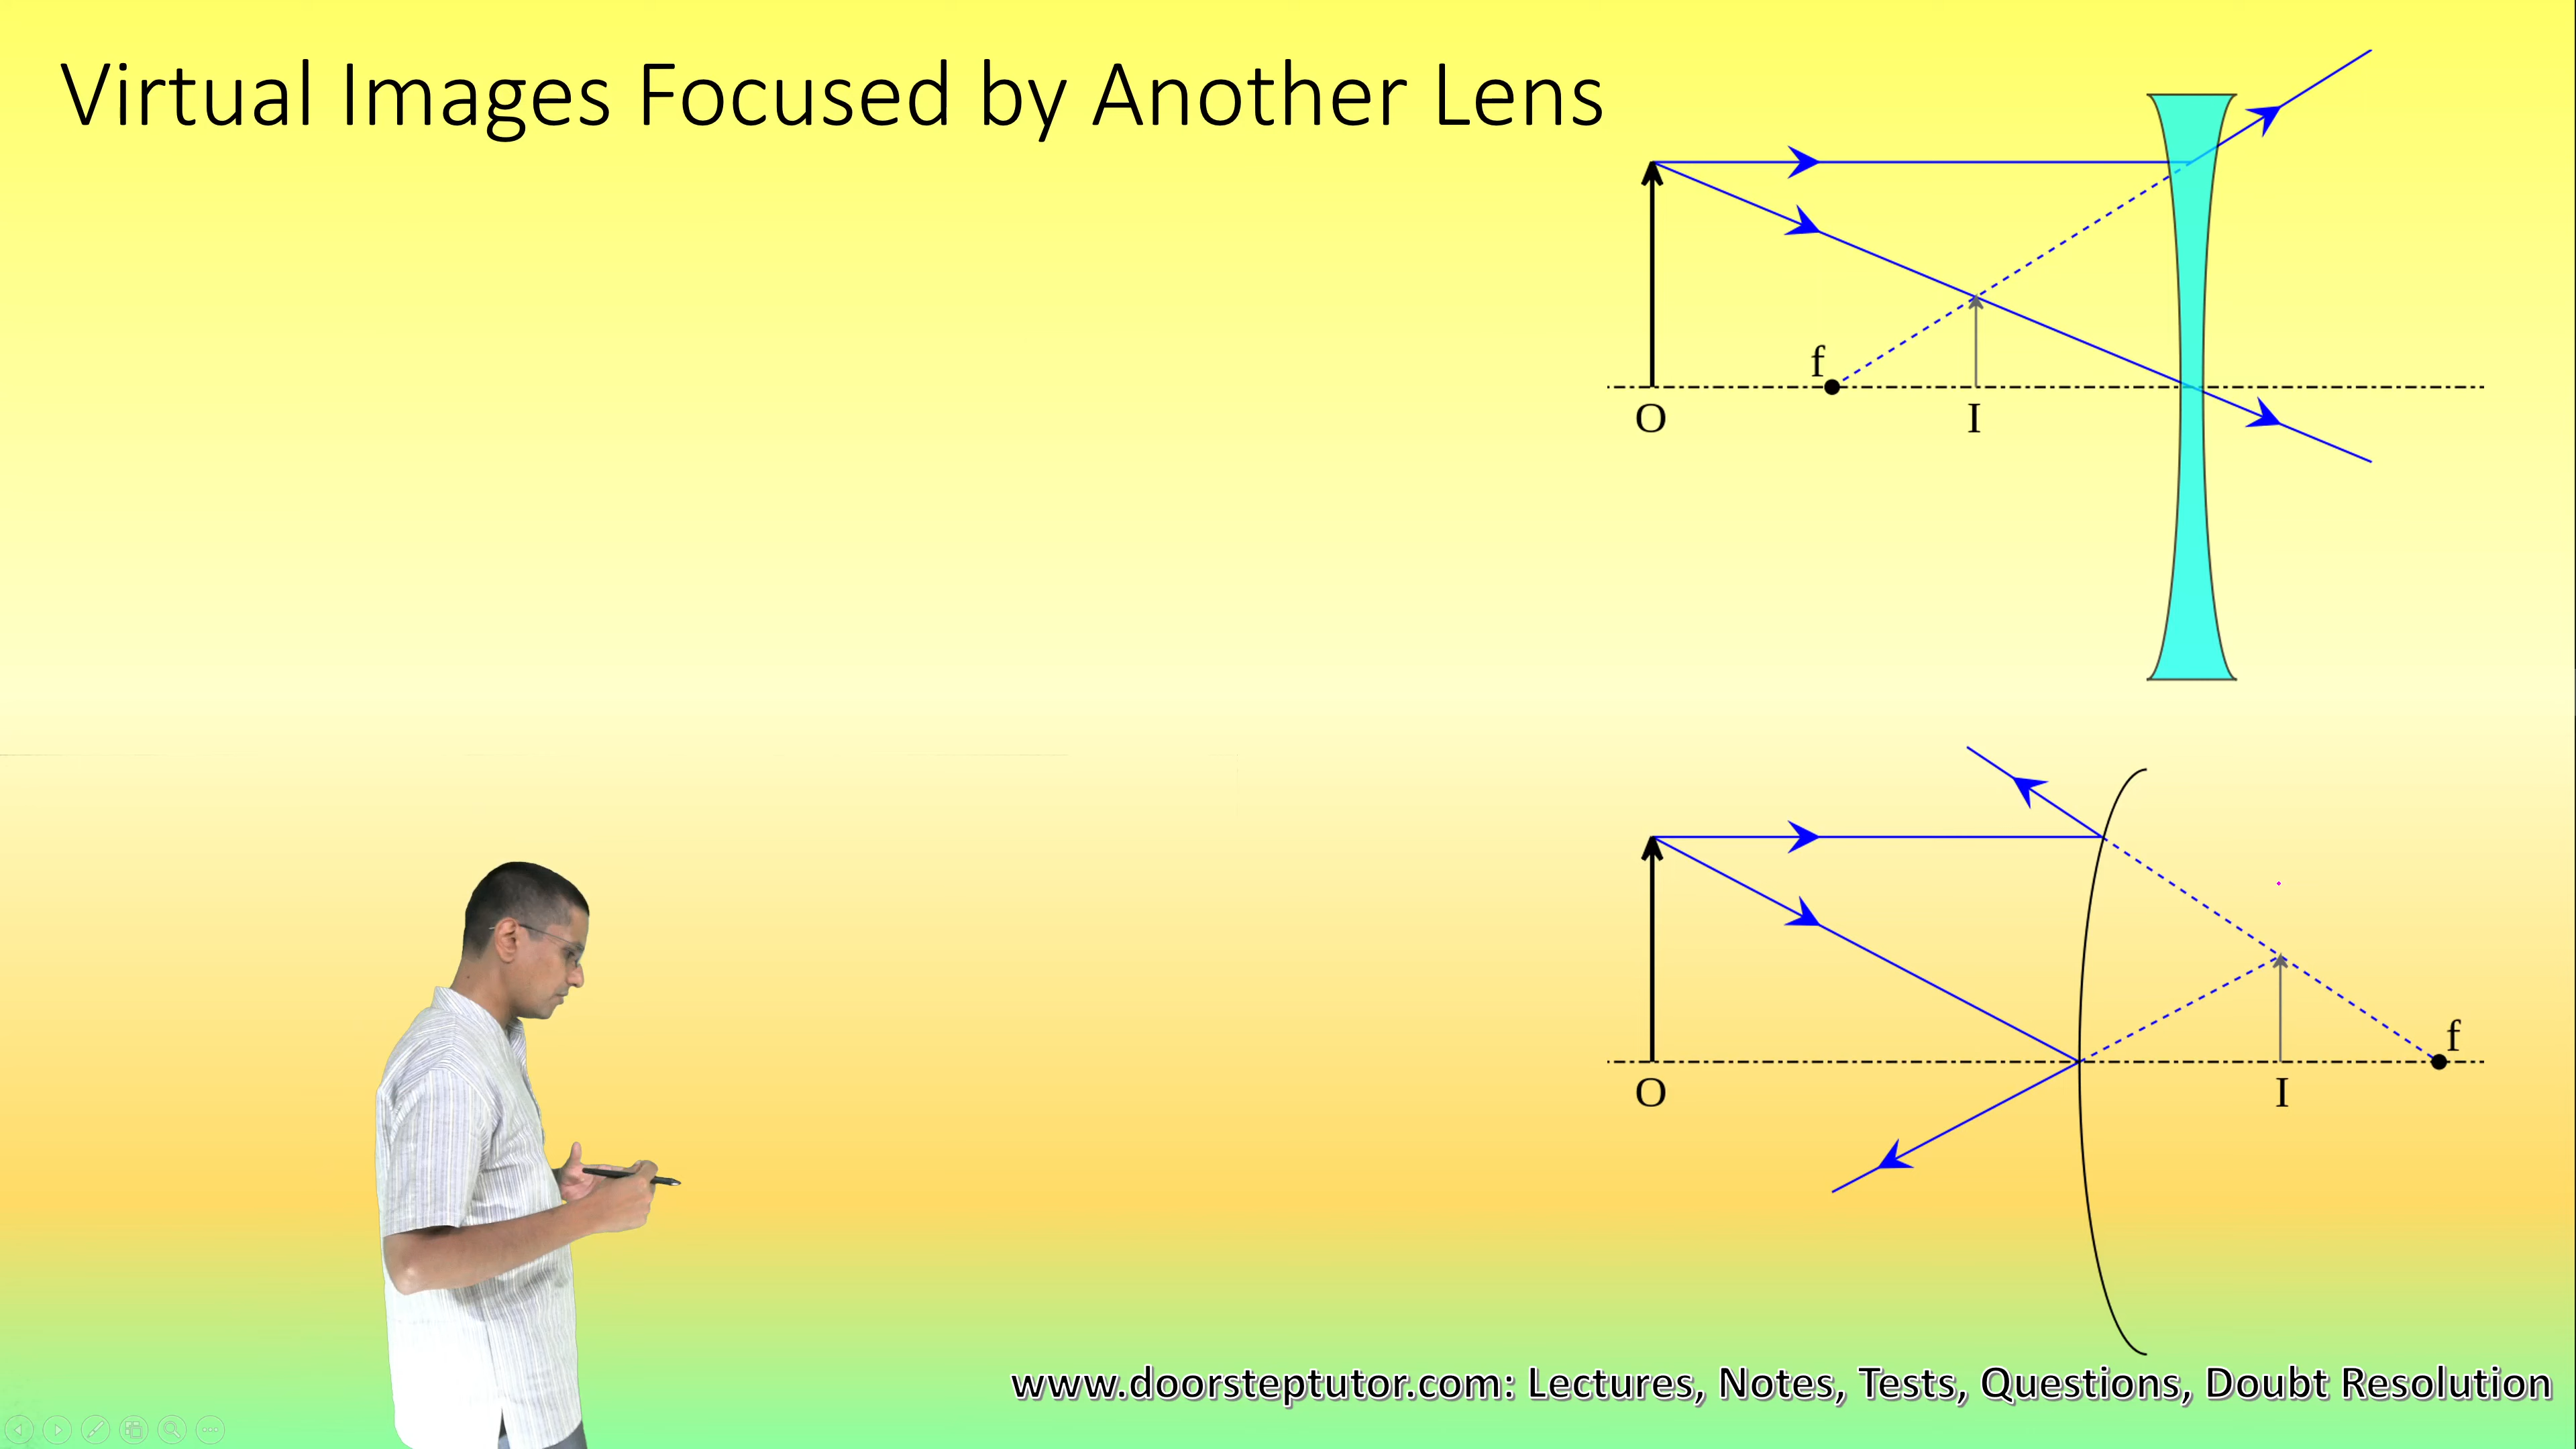 Virtual Images Focused by Another Lens
f
O
I
f
O
I
www.doorsteptutor.com: Lectures, Notes, Tests, Questions, Doubt Resolution